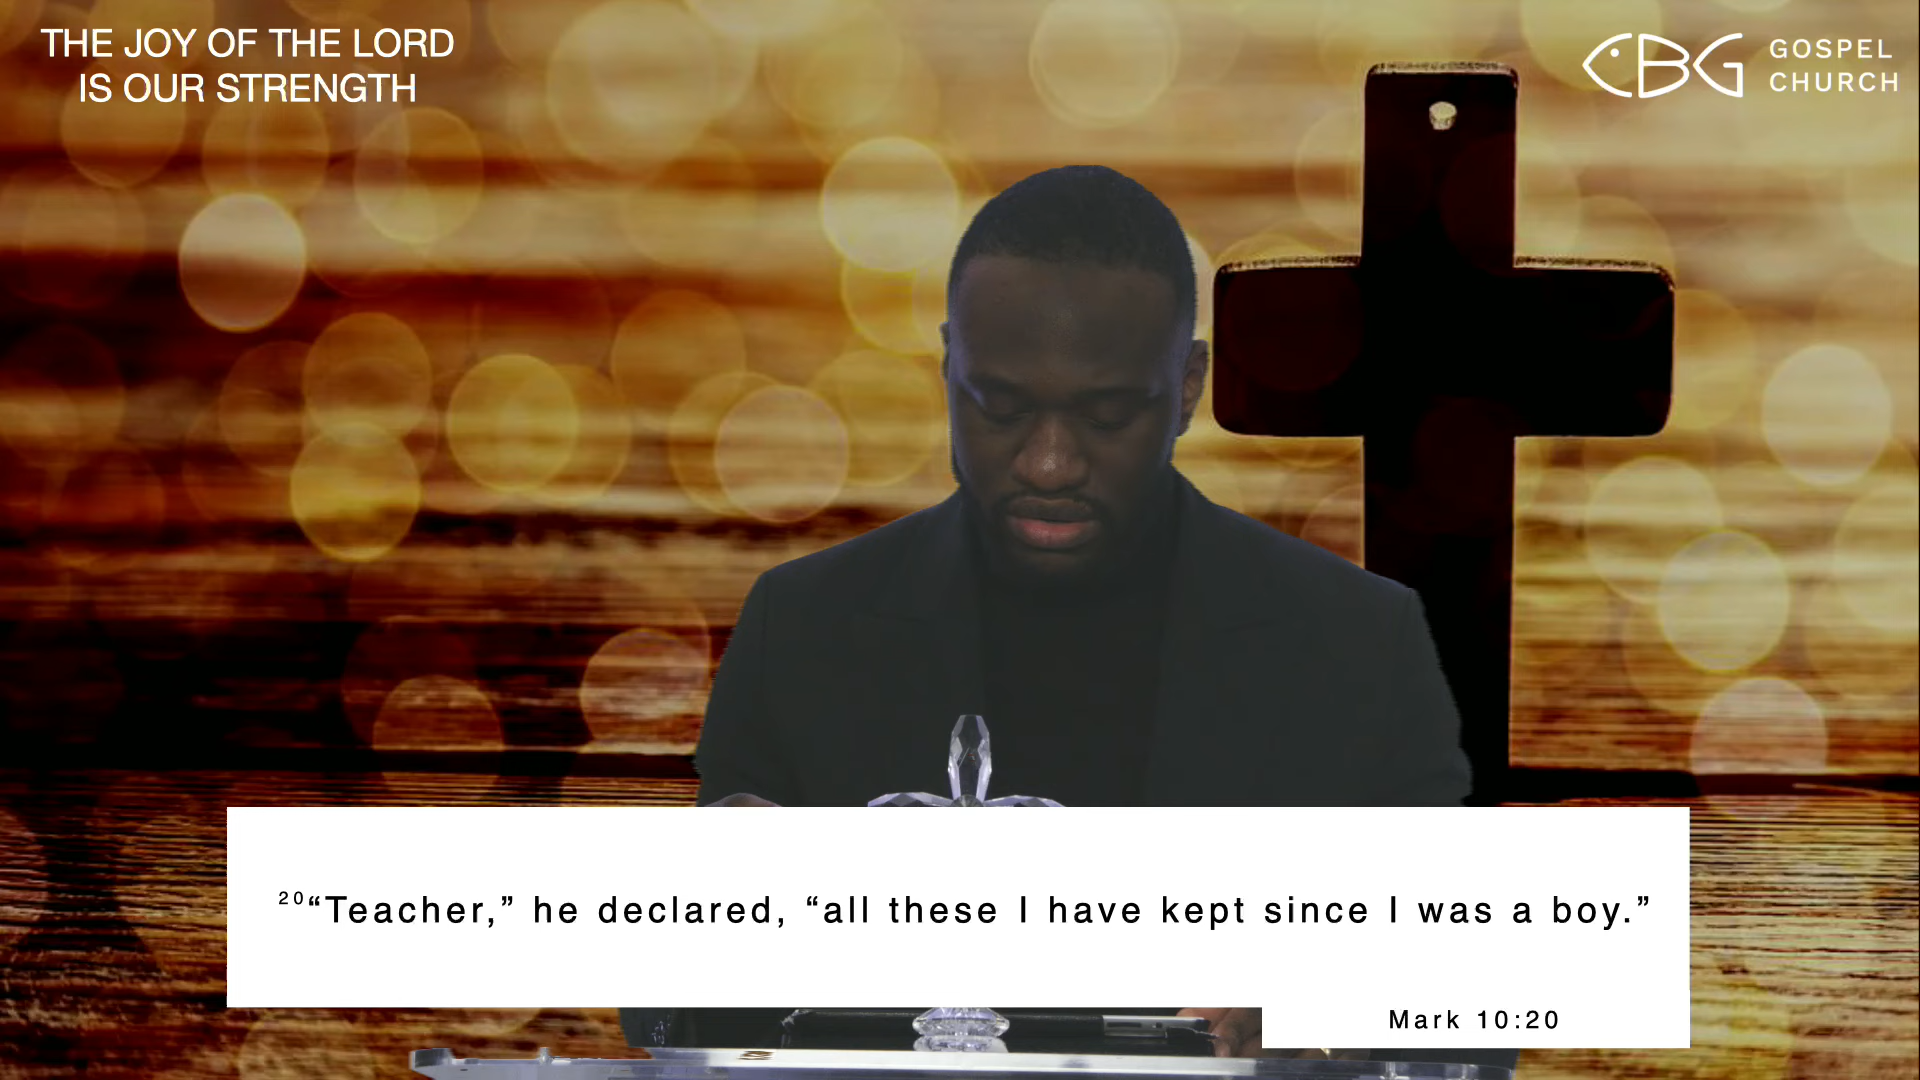 THE JOY OF THE LORD
IS OUR STRENGTH
CBG
GOSPEL
CHURCH
20“Teacher,” he declared, “all these I have kept since I was a boy.”
Mark 10:20